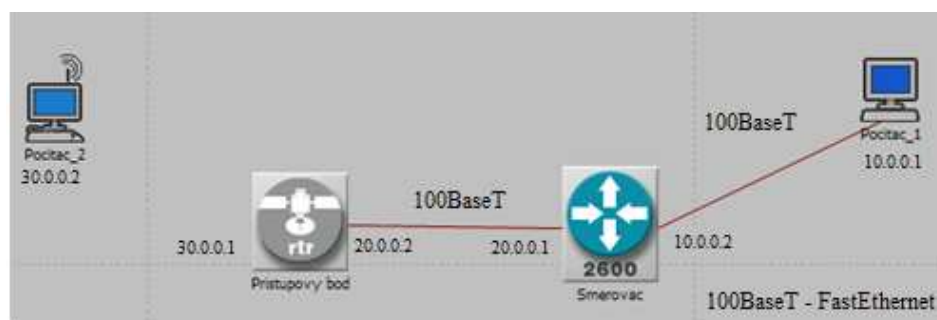 Pocitac_2
30.0.0.2
100BaseT
Pocitac_1
10.0.0.1
100BaseT
30.0.0.1
rtr
20.0.0.2
20.0.0.1
2600
10.0.0.2
Pristupovy bod
Smerovac
100BaseT - FastEthernet